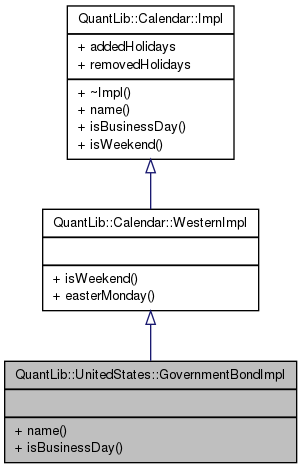 QuantLib::Calendar::Impl
+ addedHolidays
+ removedHolidays
+ ~Impl()
+ name()
+ isBusinessDay()
+ isWeekend()
QuantLib::Calendar::WesternImpl
+ isWeekend()
+ easterMonday()
QuantLib::UnitedStates::GovernmentBondImpl
+ name()
+ isBusinessDay()